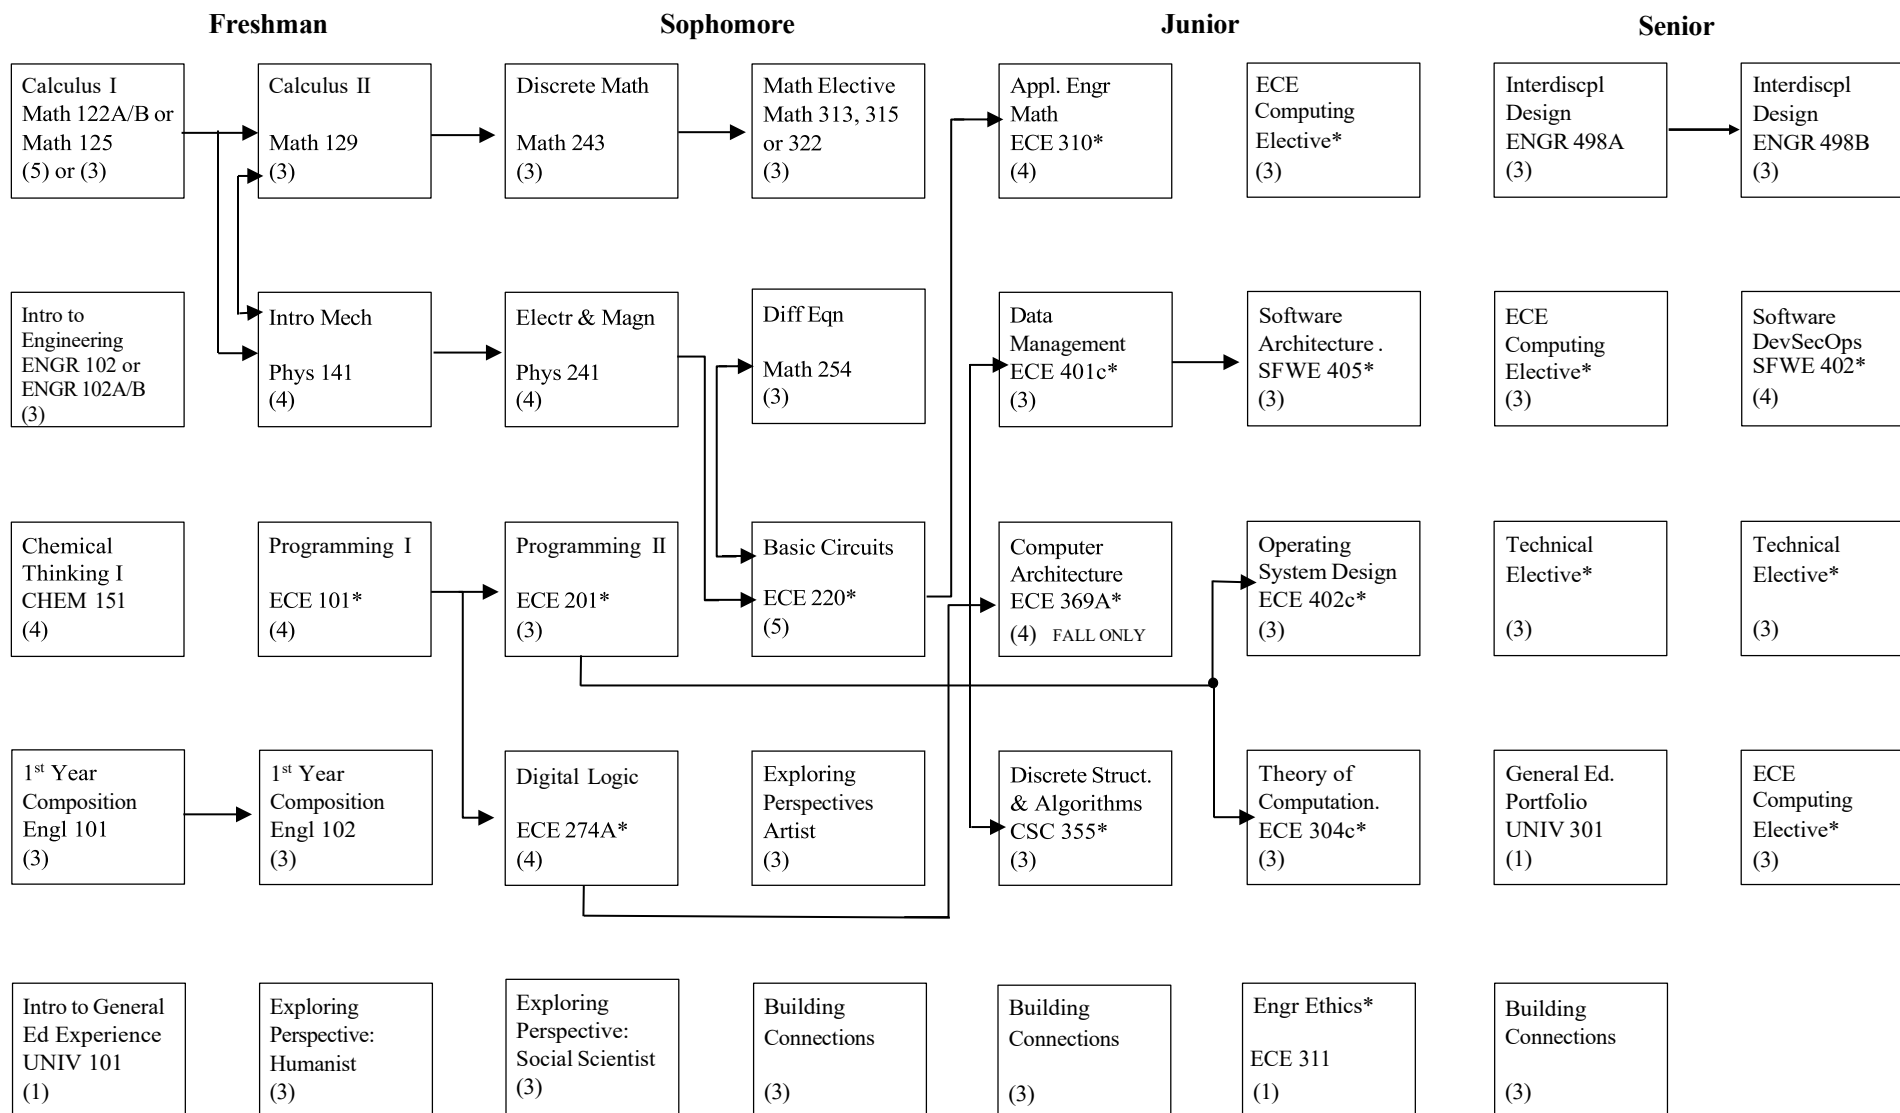 Freshman
Sophomore
Junior
Senior
Calculus I
Math 122A/B or
Math 125
(5) or (3)
Calculus II
Math 129
(3)
Discrete Math
Math 243
(3)
Math Elective
Math 313, 315
or 322
(3)
Appl. Engr
Math
ECE 310*
(4)
ECE
Computing
Elective*
(3)
Interdiscpl
Design
ENGR 498A
(3)
Interdiscpl
Design
ENGR 498B
(3)
Intro to
Engineering
ENGR 102 or
ENGR 102A/B
(3)
Intro Mech
Phys 141
(4)
Electr & Magn
Phys 241
(4)
Diff Eqn
Math 254
(3)
Data
Management
ECE 401c*
(3)
Software
Architecture .
SFWE 405*
(3)
ECE
Computing
Elective*
(3)
Software
DevSecOps
SFWE 402*
(4)
Chemical
Thinking I
CHEM 151
(4)
Programming I
ECE 101*
(4)
Programming II
ECE 201*
(3)
Basic Circuits
ECE 220*
(5)
Computer
Architecture
ECE 369A*
(4) FALL ONLY
Operating
System Design
ECE 402c*
(3)
Technical
Elective*
(3)
Technical
Elective*
(3)
1st Year
Composition
Engl 101
(3)
1st Year
Composition
Engl 102
(3)
Digital Logic
ECE 274A*
(4)
Exploring
Perspectives
Artist
(3)
Discrete Struct.
& Algorithms
CSC 355*
(3)
Theory of
Computation.
ECE 304c*
(3)
General Ed.
Portfolio
UNIV 301
(1)
ECE
Computing
Elective*
(3)
Intro to General
Ed Experience
UNIV 101
(1)
Exploring
Perspective:
Humanist
(3)
Exploring
Perspective:
Social Scientist
(3)
Building
Connections
(3)
Building
Connections
(3)
Engr Ethics*
ECE 311
(1)
Building
Connections
(3)